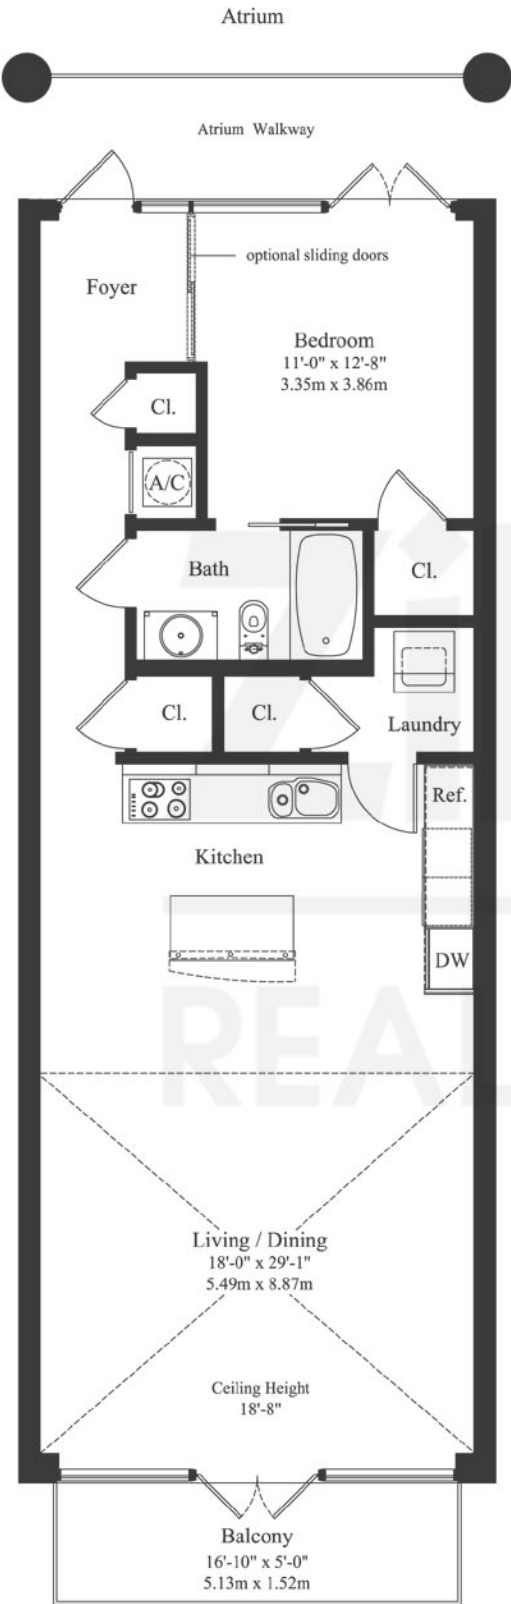 Atrium
Atrium Walkway
optional sliding doors
Foyer
Bedroom
11'-0" x 12'-8"
3.35m x 3.86m
Cl.
A/C
Bath
Cl.
Cl.
Cl.
Laundry
Ref.
Kitchen
DW
REAL
Living / Dining
18'-0" x 29'-1"
5.49m x 8.87m
Ceiling Height
18'-8"
Balcony
16'-10" x 5'-0"
5.13m x 1.52m